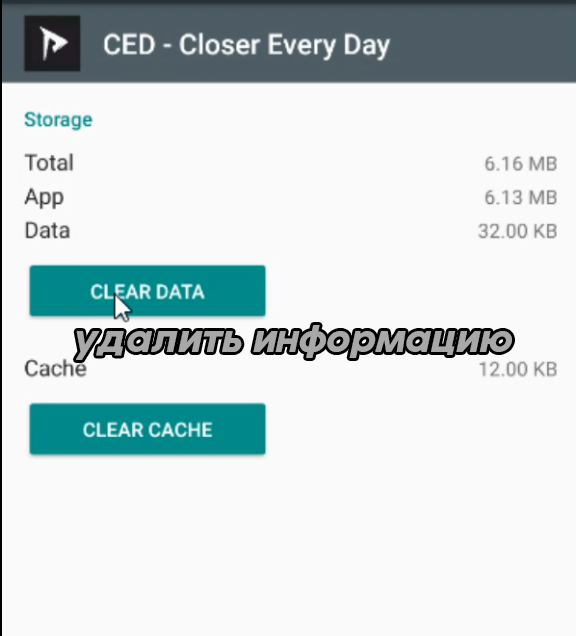 CED - Closer Every Day
Storage
Total 6.16 MB
App 6.13 MB
Data 32.00 KB
CLEAR DATA
удалить информацию
Cache 12.00 KB
CLEAR CACHE